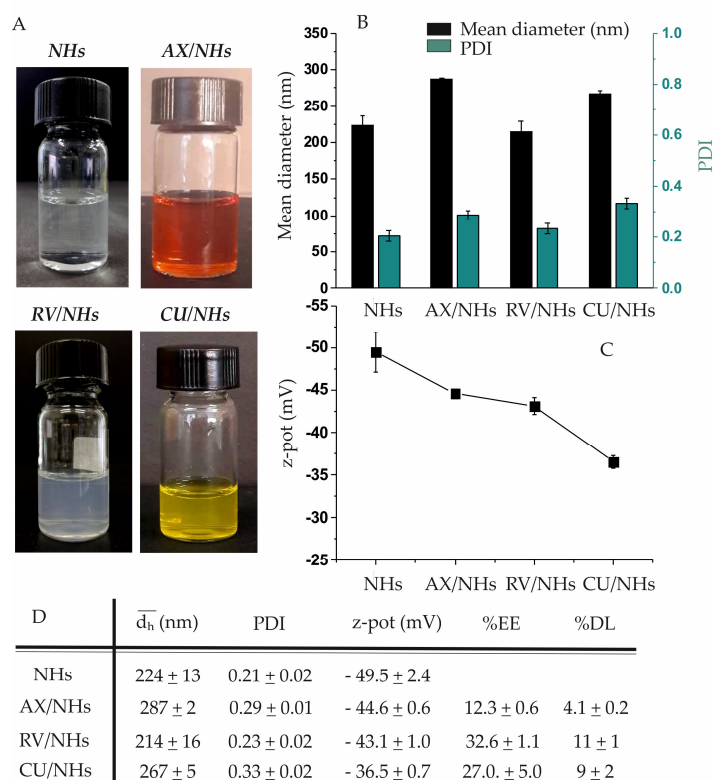 A
NHs AX/NHs
RV/NHs CU/NHs
B
Mean diameter (nm)
PDI
Mean diameter (nm)
350
300
250
200
150
100
50
0
PDI
1.0
0.8
0.6
0.4
0.2
0.0
NHs AX/NHs RV/NHs CU/NHs
C
z-pot (mV)
-55
-50
-45
-40
-35
-30
-25
NHs AX/NHs RV/NHs CU/NHs
D d̅h (nm) PDI z-pot (mV) %EE %DL
NHs 224 ± 13 0.21 ± 0.02 - 49.5 ± 2.4
AX/NHs 287 ± 2 0.29 ± 0.01 - 44.6 ± 0.6 12.3 ± 0.6 4.1 ± 0.2
RV/NHs 214 ± 16 0.23 ± 0.02 - 43.1 ± 1.0 32.6 ± 1.1 11 ± 1
CU/NHs 267 ± 5 0.33 ± 0.02 - 36.5 ± 0.7 27.0. ± 5.0 9 ± 2